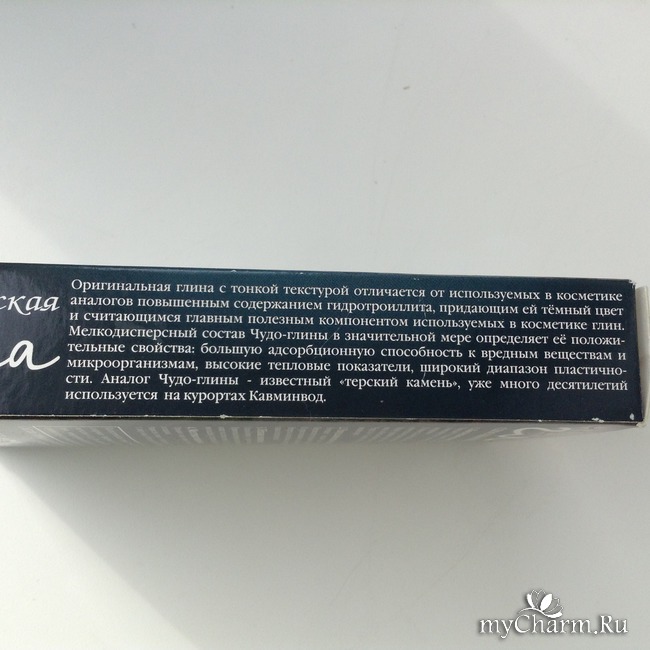 ская
а
Оригинальная глина с тонкой текстурой отличается от используемых в косметике
аналогов повышенным содержанием гидротроиллита, придающим ей тёмный цвет
и считающимся главным полезным компонентом используемых в косметике глин.
Мелкодисперсный состав Чудо-глины в значительной мере определяет её положи-
тельные свойства: большую адсорбционную способность к вредным веществам и
микроорганизмам, высокие тепловые показатели, широкий диапазон пластично-
сти. Аналог Чудо-глины - известный «терский камень», уже много десятилетий
используется на курортах Кавминвод.
myCharm.Ru